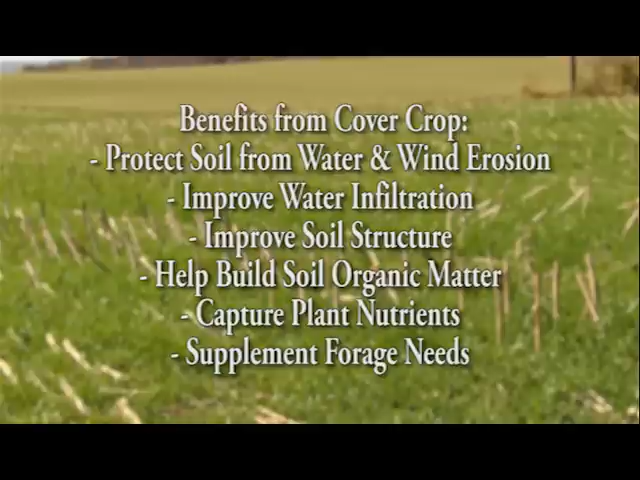 Benefits from Cover Crop:
- Protect Soil from Water & Wind Erosion
- Improve Water Infiltration
- Improve Soil Structure
- Help Build Soil Organic Matter
- Capture Plant Nutrients
- Supplement Forage Needs